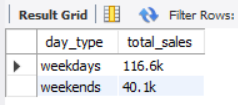 Result Grid Filter Rows:
day_type total_sales
weekdays 116.6k
weekends 40.1k